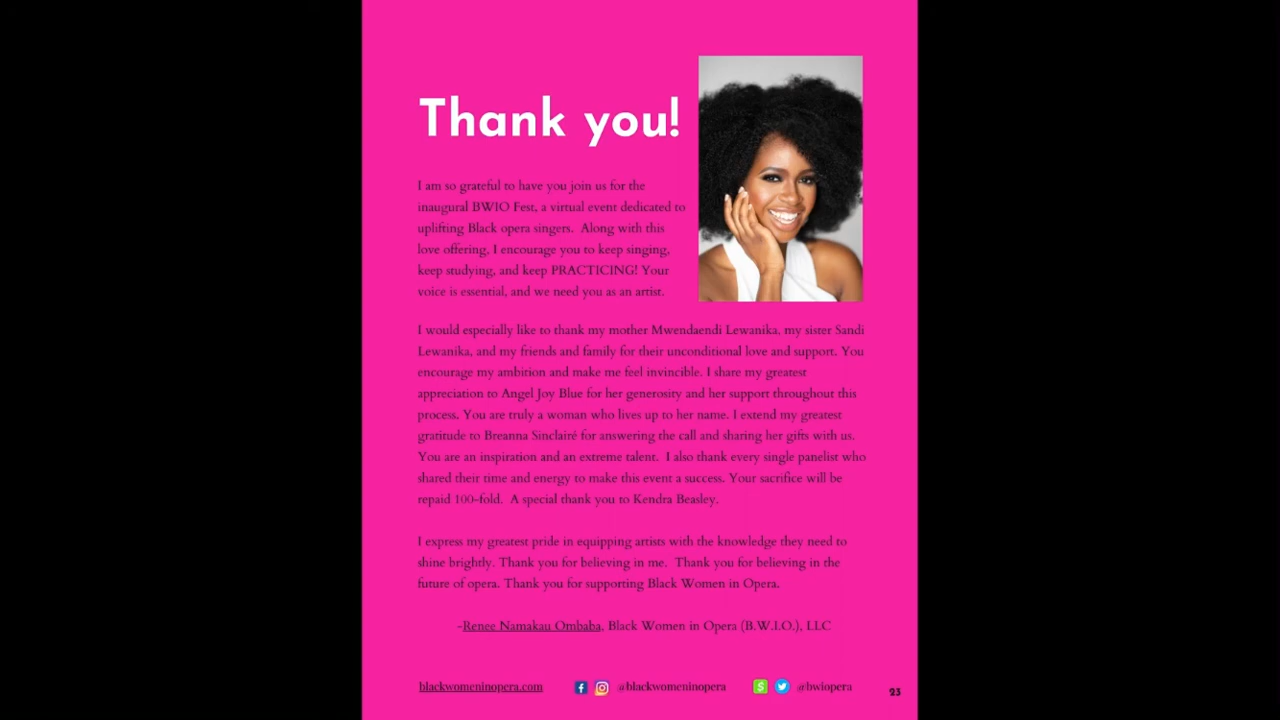 Thank you!
I am so grateful to have you join us for the
inaugural BWIO Fest, a virtual event dedicated to
uplifting Black opera singers.  Along with this
love offering, I encourage you to keep singing,
keep studying, and keep PRACTICING! Your
voice is essential, and we need you as an artist.
I would especially like to thank my mother Mwendaendi Lewanika, my sister Sandi
Lewanika, and my friends and family for their unconditional love and support. You
encourage my ambition and make me feel invincible. I share my greatest
appreciation to Angel Joy Blue for her generosity and her support throughout this
process. You are truly a woman who lives up to her name. I extend my greatest
gratitude to Breanna Sinclairé for answering the call and sharing her gifts with us.
You are an inspiration and an extreme talent.  I also thank every single panelist who
shared their time and energy to make this event a success. Your sacrifice will be
repaid 100-fold.  A special thank you to Kendra Beasley.
I express my greatest pride in equipping artists with the knowledge they need to
shine brightly. Thank you for believing in me.  Thank you for believing in the
future of opera. Thank you for supporting Black Women in Opera.
-Renee Namakau Ombaba, Black Women in Opera (B.W.I.O.), LLC
blackwomeninopera.com @blackwomeninopera @bwiopera 23